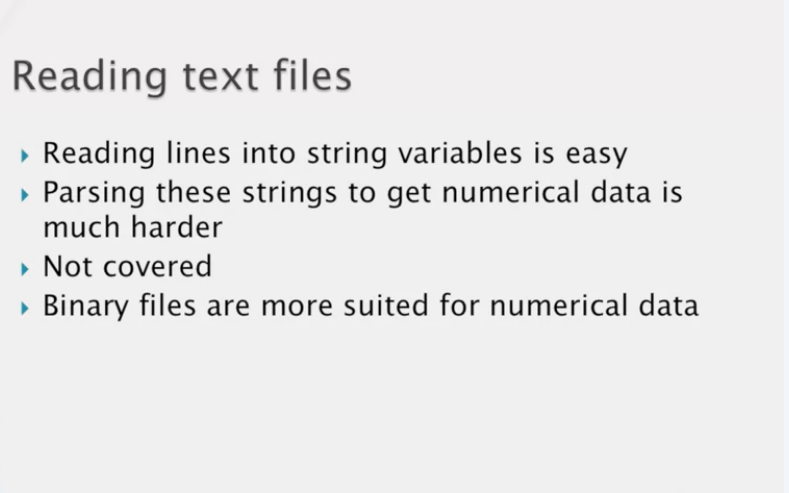 Reading text files
Reading lines into string variables is easy
Parsing these strings to get numerical data is
much harder
Not covered
Binary files are more suited for numerical data